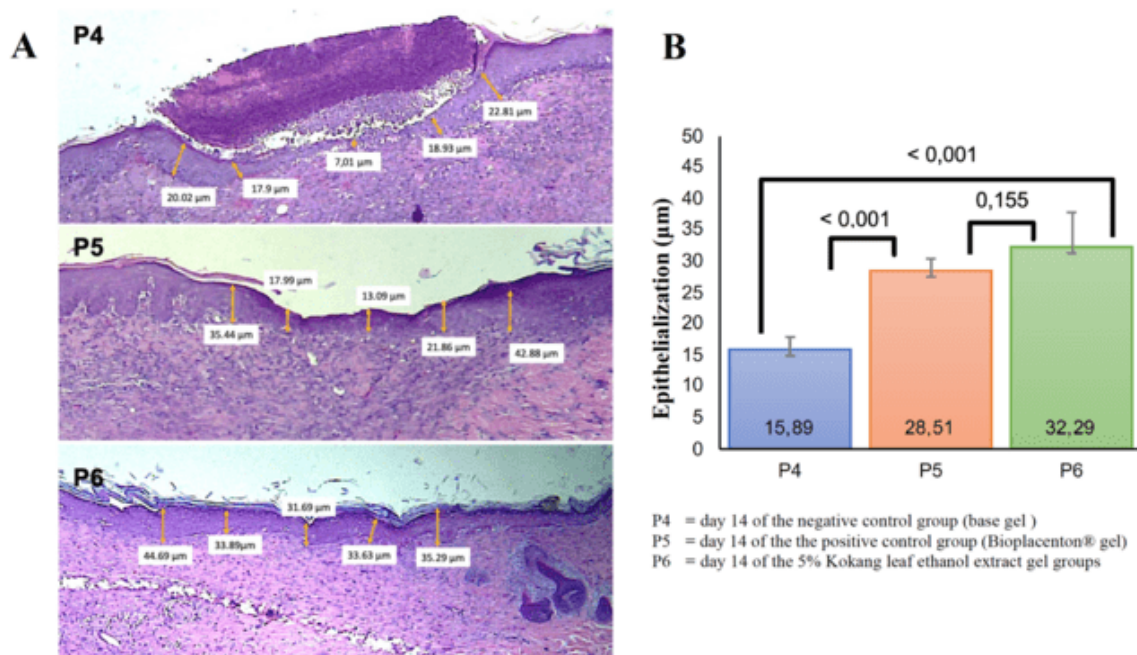 A
P4
22.81 µm
18.93 µm
7,01 µm
17.9 µm
20.02 µm
P5
17.99 µm
13.09 µm
35.44 µm
21.86 µm
42.88 µm
P6
31.69 µm
44.69 µm
33.89µm
33.63 µm
35.29 µm
B
Epithelialization (µm)
50
45
40
35
30
25
20
15
10
5
0
< 0,001
< 0,001
0,155
15,89
28,51
32,29
P4
P5
P6
P4 = day 14 of the negative control group (base gel )
P5 = day 14 of the the positive control group (Bioplacenton® gel)
P6 = day 14 of the 5% Kokang leaf ethanol extract gel groups